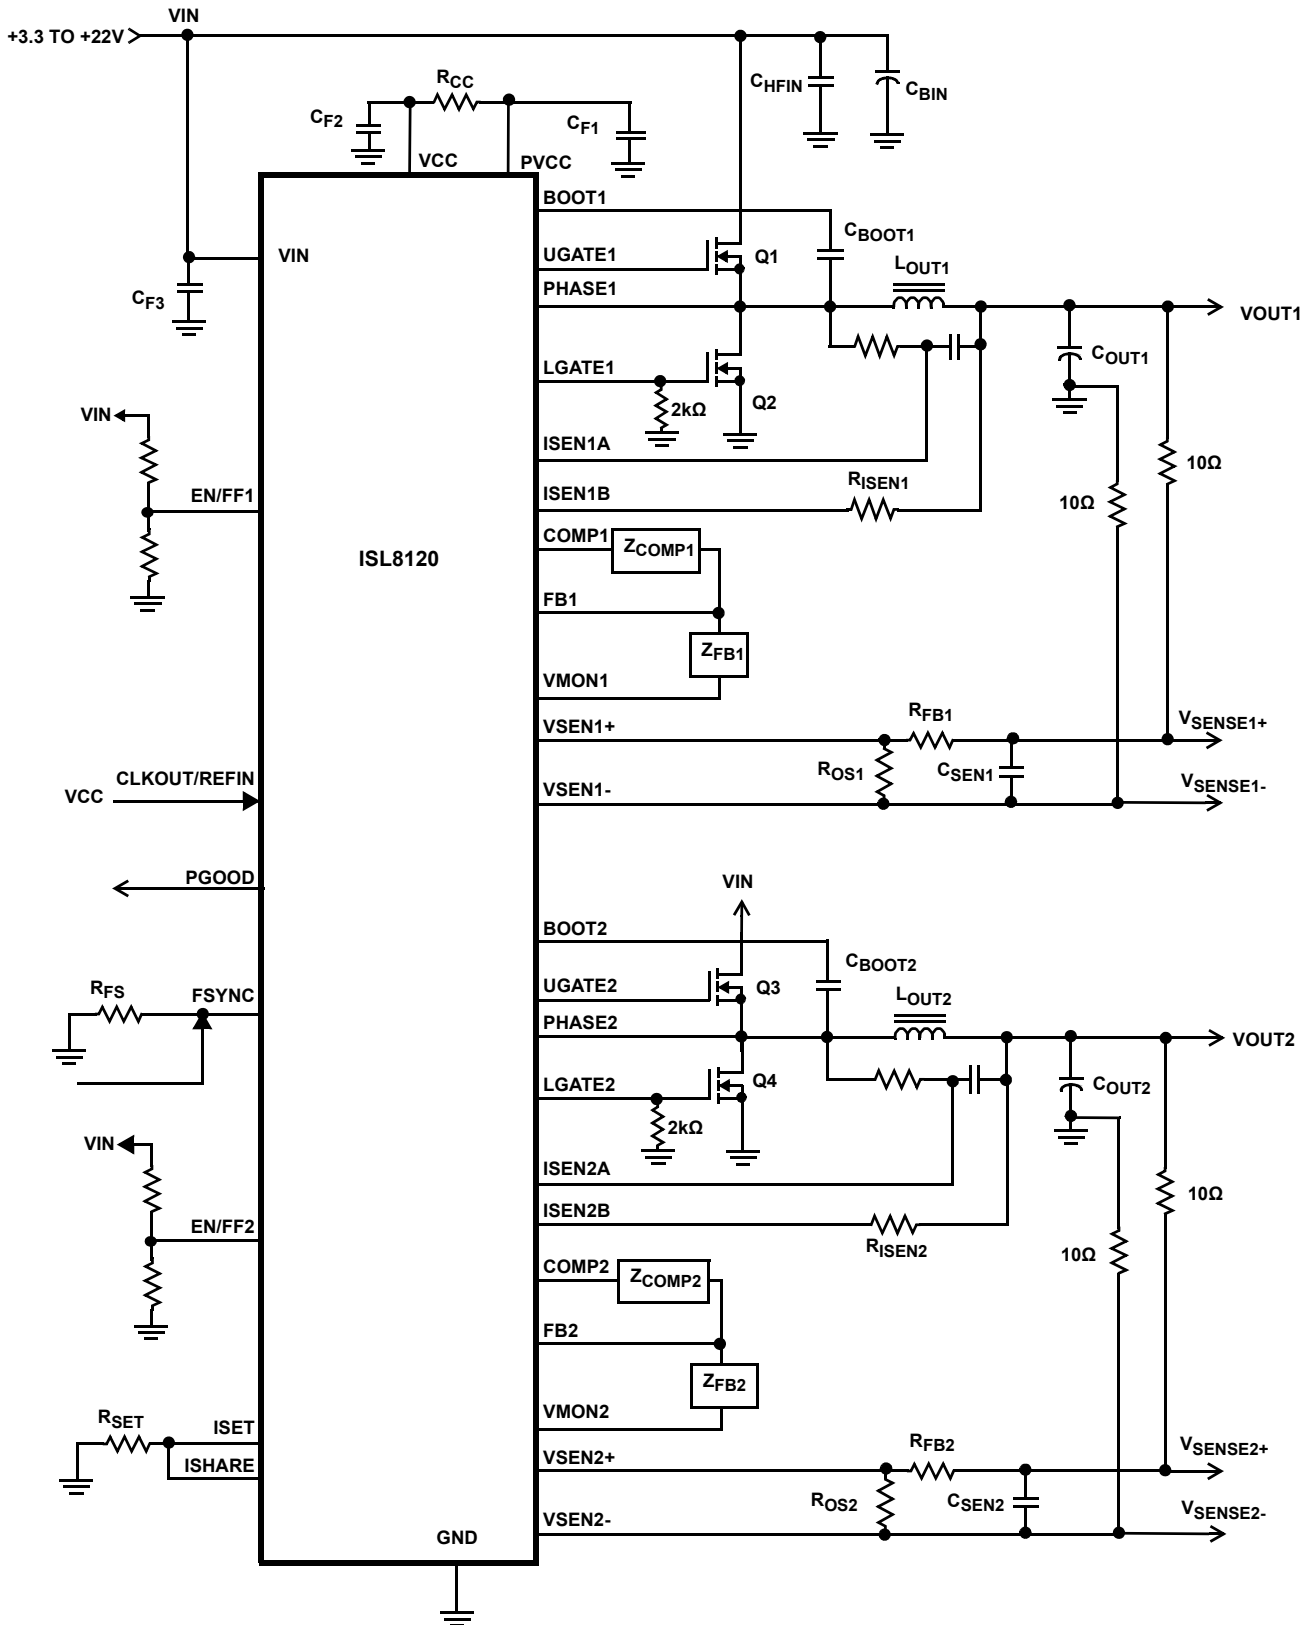 VIN
+3.3 TO +22V
RCC
CHFIN
CBIN
CF2
CF1
VCC
PVCC
BOOT1
CBOOT1
UGATE1
Q1
VIN
LOUT1
PHASE1
CF3
VOUT1
COUT1
LGATE1
Q2
2kΩ
VIN
ISEN1A
10Ω
RISEN1
EN/FF1
ISEN1B
10Ω
COMP1
ZCOMP1
ISL8120
FB1
ZFB1
VMON1
RFB1
VSENSE1+
VSEN1+
CLKOUT/REFIN
ROS1
CSEN1
VCC
VSEN1-
VSENSE1-
PGOOD
VIN
BOOT2
CBOOT2
RFS
FSYNC
UGATE2
Q3
LOUT2
PHASE2
VOUT2
LGATE2
Q4
COUT2
2kΩ
VIN
ISEN2A
10Ω
EN/FF2
ISEN2B
RISEN2
10Ω
COMP2
ZCOMP2
FB2
ZFB2
VMON2
RSET
ISET
RFB2
VSENSE2+
VSEN2+
ISHARE
ROS2
CSEN2
VSENSE2-
VSEN2-
GND